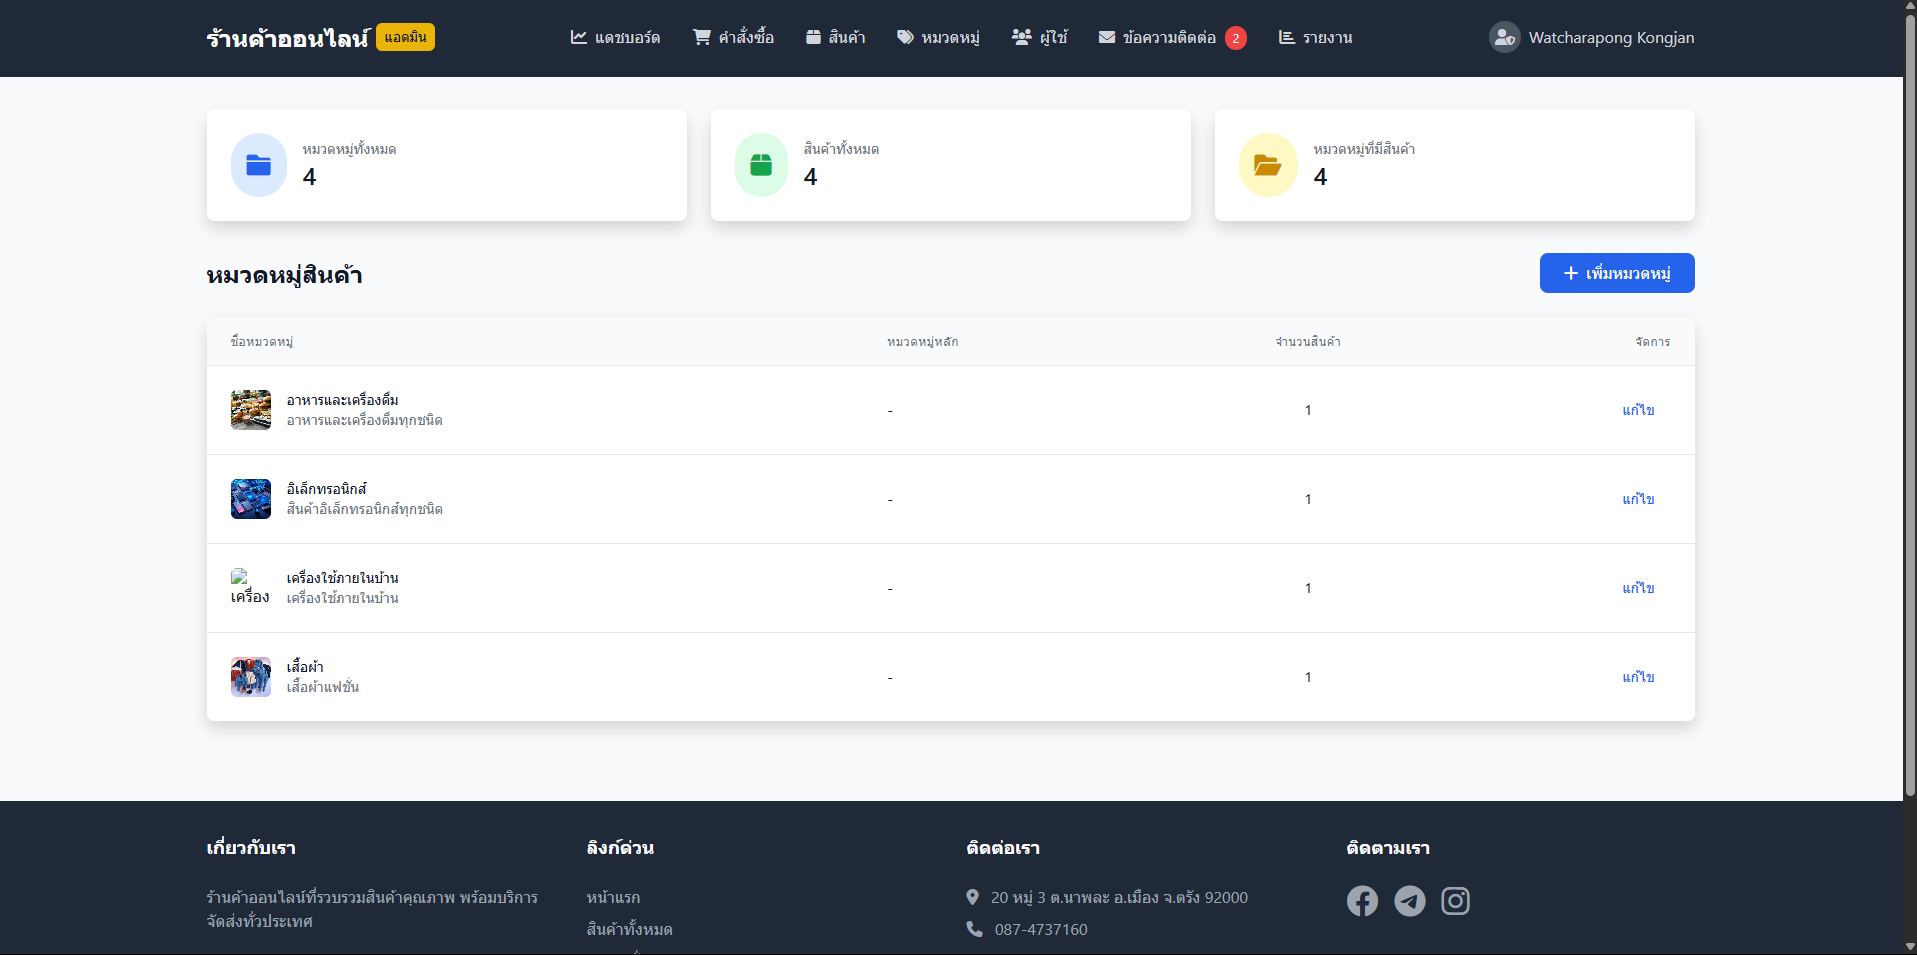 ร้านค้าออนไลน์ แอดมิน แดชบอร์ด คำสั่งซื้อ สินค้า หมวดหมู่ ผู้ใช้ ข้อความติดต่อ 2 รายงาน Watcharapong Kongjan
หมวดหมู่ทั้งหมด
4
สินค้าทั้งหมด
4
หมวดหมู่ที่มีสินค้า
4
หมวดหมู่สินค้า
เพิ่มหมวดหมู่
ชื่อหมวดหมู่ หมวดหมู่หลัก จำนวนสินค้า จัดการ
อาหารและเครื่องดื่ม
อาหารและเครื่องดื่มทุกชนิด
- 1 แก้ไข
อิเล็กทรอนิกส์
สินค้าอิเล็กทรอนิกส์ทุกชนิด
- 1 แก้ไข
เครื่อง
เครื่องใช้ภายในบ้าน
เครื่องใช้ภายในบ้าน
- 1 แก้ไข
เสื้อผ้า
เสื้อผ้าแฟชั่น
- 1 แก้ไข
เกี่ยวกับเรา
ร้านค้าออนไลน์ที่รวบรวมสินค้าคุณภาพ พร้อมบริการ
จัดส่งทั่วประเทศ
ลิงก์ด่วน
หน้าแรก
สินค้าทั้งหมด
ติดต่อเรา
20 หมู่ 3 ต.นาพละ อ.เมือง จ.ตรัง 92000
087-4737160
ติดตามเรา